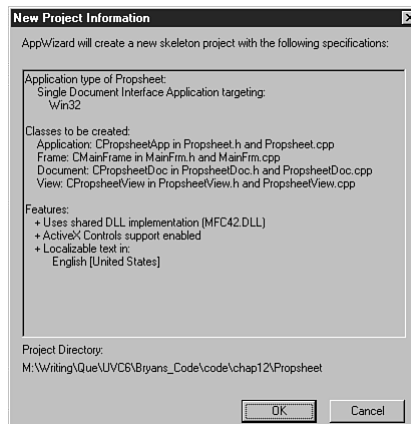 New Project Information
AppWizard will create a new skeleton project with the following specifications:
Application type of Propsheet:
Single Document Interface Application targeting:
Win32
Classes to be created:
Application: CPropsheetApp in Propsheet.h and Propsheet.cpp
Frame: CMainFrame in MainFrm.h and MainFrm.cpp
Document: CPropsheetDoc in PropsheetDoc.h and PropsheetDoc.cpp
View: CPropsheetView in PropsheetView.h and PropsheetView.cpp
Features:
+ Uses shared DLL implementation (MFC42.DLL)
+ ActiveX Controls support enabled
+ Localizable text in:
English [United States]
Project Directory:
M:\Writing\Que\UVC6\Bryans_Code\code\chap12\Propsheet
OK Cancel